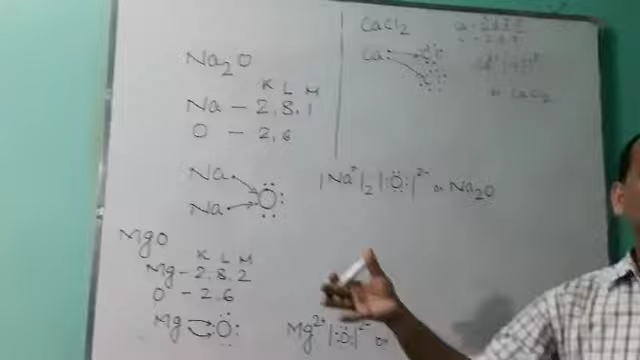 Na2O
K L M
Na – 2, 8, 1
O – 2, 6
Na
Na O
|Na+|2 |:Ö:|2- or Na2O
MgO
K L M
Mg – 2, 8, 2
O – 2, 6
Mg O
Mg2+ |:Ö:|2- or
CaCl2
Ca
or CaCl2